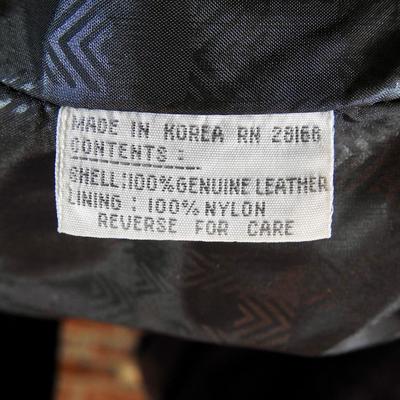 MADE IN KOREA RN 28166
CONTENTS :
SHELL:100% GENUINE LEATHER
LINING : 100% NYLON
REVERSE FOR CARE